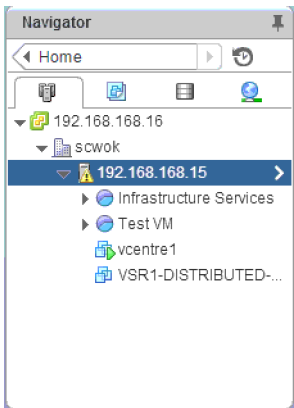 Navigator
Home
192.168.168.16
scwok
192.168.168.15
Infrastructure Services
Test VM
vcentre1
VSR1-DISTRIBUTED-...